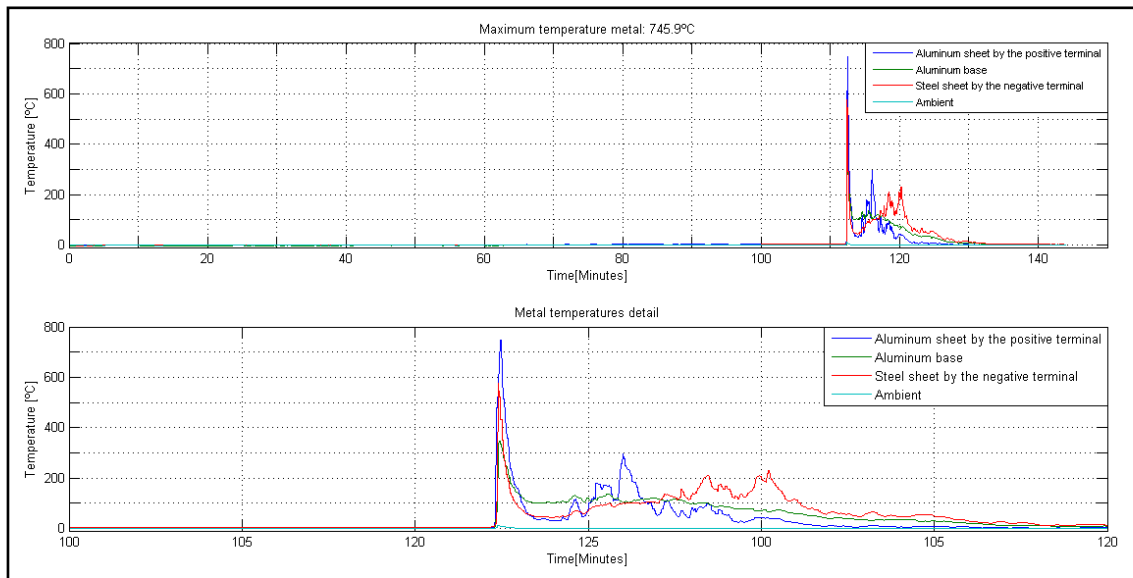 Maximum temperature metal: 745.9ºC
Temperature [ºC]
800
600
400
200
0
Aluminum sheet by the positive terminal
Aluminum base
Steel sheet by the negative terminal
Ambient
0 20 40 60 80 100 120 140
Time[Minutes]
Metal temperatures detail
Temperature [ºC]
800
600
400
200
0
Aluminum sheet by the positive terminal
Aluminum base
Steel sheet by the negative terminal
Ambient
100 105 120 125 100 105 120
Time[Minutes]